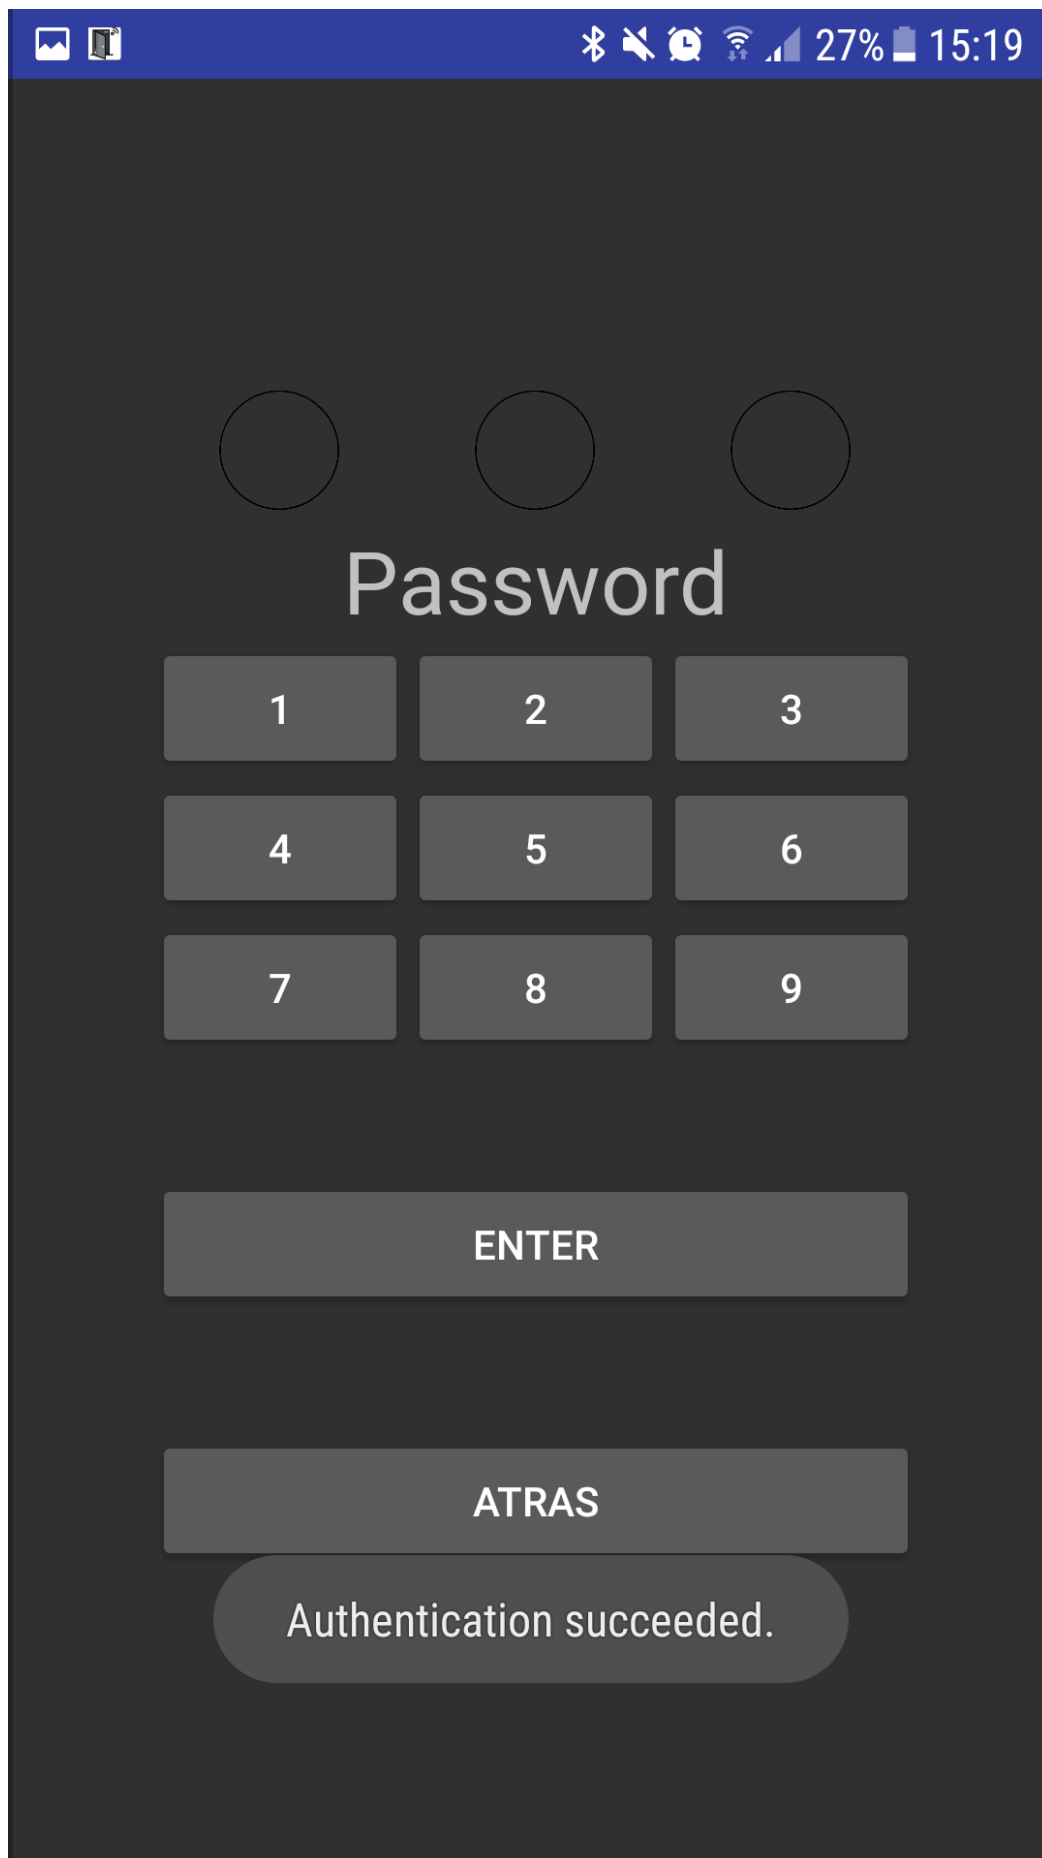 27% 15:19
Password
1 2 3
4 5 6
7 8 9
ENTER
ATRAS
Authentication succeeded.